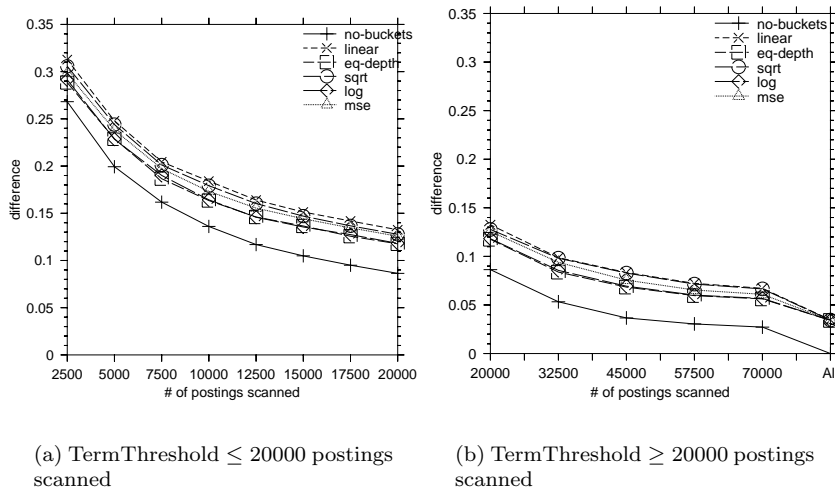 0.35
0.3
0.25
0.2
0.15
0.1
0.05
0
difference
2500 5000 7500 10000 12500 15000 17500 20000
# of postings scanned
no-buckets
linear
eq-depth
sqrt
log
mse
(a) TermThreshold ≤ 20000 postings
scanned
0.35
0.3
0.25
0.2
0.15
0.1
0.05
0
difference
20000 32500 45000 57500 70000 Al
# of postings scanned
no-buckets
linear
eq-depth
sqrt
log
mse
(b) TermThreshold ≥ 20000 postings
scanned